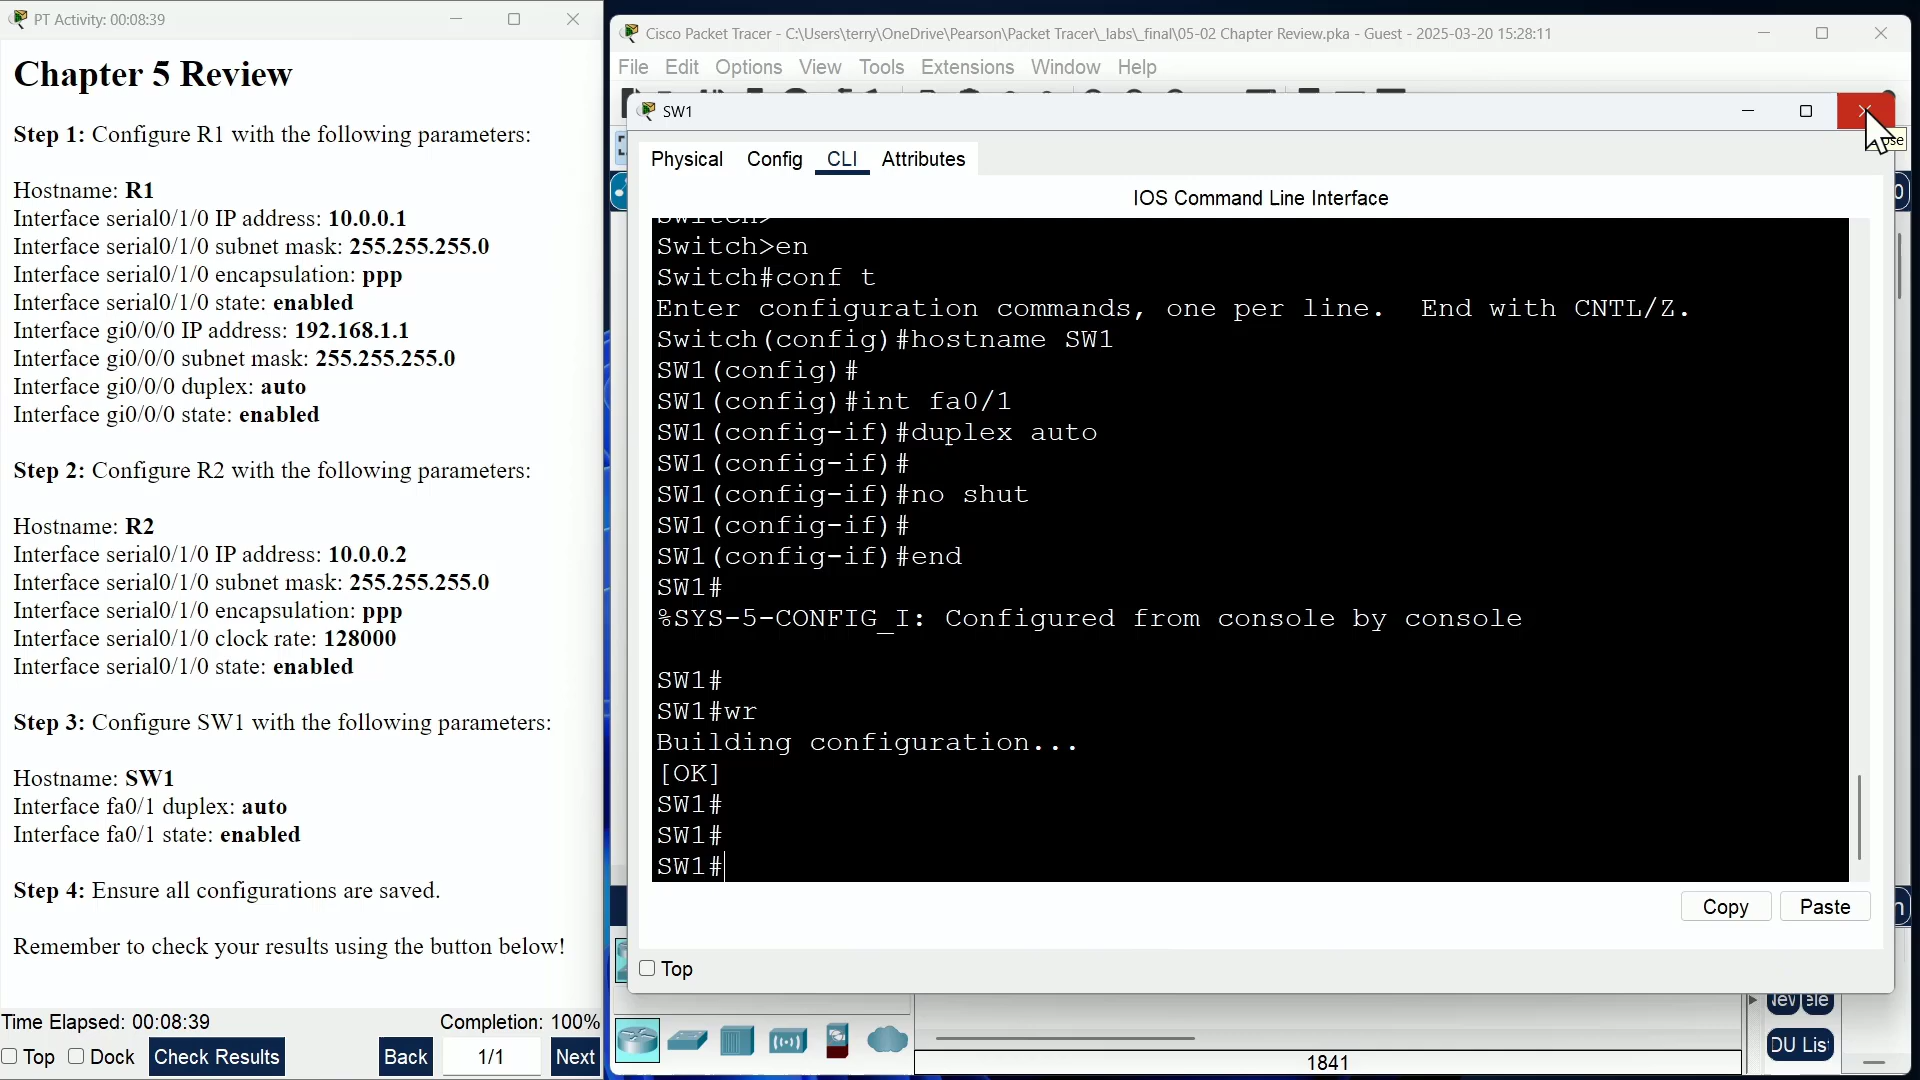 PT Activity: 00:08:39
Chapter 5 Review
Step 1: Configure R1 with the following parameters:
Hostname: R1
Interface serial0/1/0 IP address: 10.0.0.1
Interface serial0/1/0 subnet mask: 255.255.255.0
Interface serial0/1/0 encapsulation: ppp
Interface serial0/1/0 state: enabled
Interface gi0/0/0 IP address: 192.168.1.1
Interface gi0/0/0 subnet mask: 255.255.255.0
Interface gi0/0/0 duplex: auto
Interface gi0/0/0 state: enabled
Step 2: Configure R2 with the following parameters:
Hostname: R2
Interface serial0/1/0 IP address: 10.0.0.2
Interface serial0/1/0 subnet mask: 255.255.255.0
Interface serial0/1/0 encapsulation: ppp
Interface serial0/1/0 clock rate: 128000
Interface serial0/1/0 state: enabled
Step 3: Configure SW1 with the following parameters:
Hostname: SW1
Interface fa0/1 duplex: auto
Interface fa0/1 state: enabled
Step 4: Ensure all configurations are saved.
Remember to check your results using the button below!
Time Elapsed: 00:08:39 Completion: 100%
Top Dock Check Results Back 1/1 Next
Cisco Packet Tracer - C:\Users\terry\OneDrive\Pearson\Packet Tracer\_labs\_final\05-02 Chapter Review.pka - Guest - 2025-03-20 15:28:11
File Edit Options View Tools Extensions Window Help
SW1
Physical Config CLI Attributes
IOS Command Line Interface
Switch>
Switch>en
Switch#conf t
Enter configuration commands, one per line. End with CNTL/Z.
Switch(config)#hostname SW1
SW1(config)#
SW1(config)#int fa0/1
SW1(config-if)#duplex auto
SW1(config-if)#
SW1(config-if)#no shut
SW1(config-if)#
SW1(config-if)#end
SW1#
%SYS-5-CONFIG_I: Configured from console by console
SW1#
SW1#wr
Building configuration...
[OK]
SW1#
SW1#
SW1#
Copy Paste
Top
1841